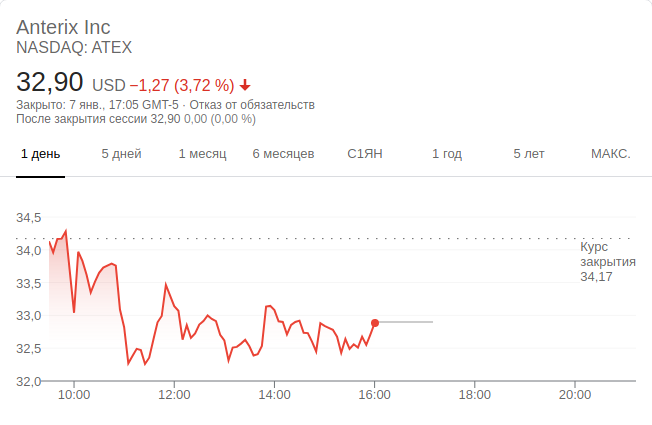 Anterix Inc
NASDAQ: ATEX
32,90 USD −1,27 (3,72 %)
Закрыто: 7 янв., 17:05 GMT-5 · Отказ от обязательств
После закрытия сессии 32,90 0,00 (0,00 %)
1 день 5 дней 1 месяц 6 месяцев С1ЯН 1 год 5 лет МАКС.
34,5
34,0
33,5
33,0
32,5
32,0
Курс
закрытия
34,17
10:00 12:00 14:00 16:00 18:00 20:00